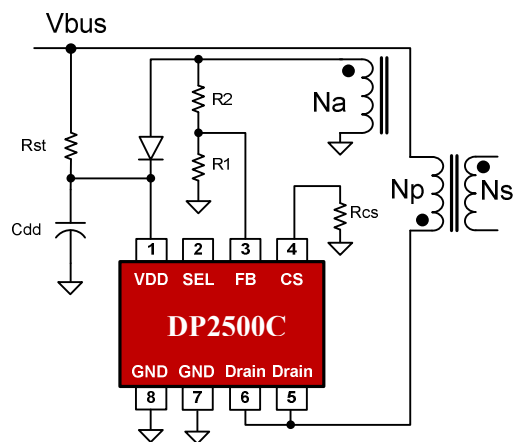 Vbus
Rst
Cdd
R2
R1
Na
Rcs
Np
Ns
1 2 3 4
VDD SEL FB CS
DP2500C
GND GND Drain Drain
8 7 6 5